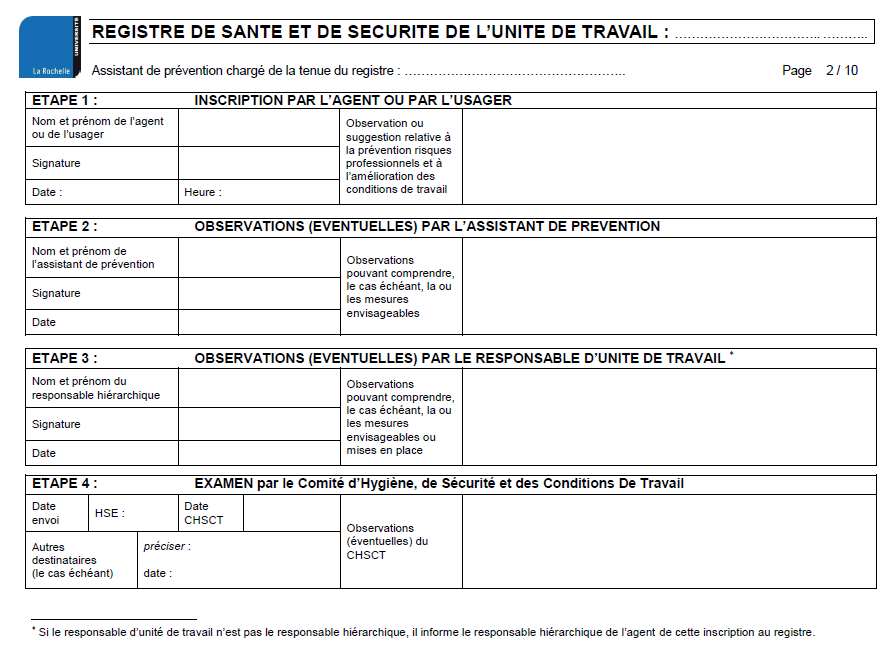 UNIVERSITÉ
La Rochelle
REGISTRE DE SANTE ET DE SECURITE DE L’UNITE DE TRAVAIL : ………………………….. ………..
Assistant de prévention chargé de la tenue du registre : ………………………………………………..
Page 2 / 10
ETAPE 1 : INSCRIPTION PAR L’AGENT OU PAR L’USAGER
Nom et prénom de l’agent
ou de l’usager
Signature
Date :
Heure :
Observation ou
suggestion relative à
la prévention risques
professionnels et à
l’amélioration des
conditions de travail
ETAPE 2 : OBSERVATIONS (EVENTUELLES) PAR L’ASSISTANT DE PREVENTION
Nom et prénom de
l’assistant de prévention
Signature
Date
Observations
pouvant comprendre,
le cas échéant, la ou
les mesures
envisageables
ETAPE 3 : OBSERVATIONS (EVENTUELLES) PAR LE RESPONSABLE D’UNITE DE TRAVAIL *
Nom et prénom du
responsable hiérarchique
Signature
Date
Observations
pouvant comprendre,
le cas échéant, la ou
les mesures
envisageables ou
mises en place
ETAPE 4 : EXAMEN par le Comité d’Hygiène, de Sécurité et des Conditions De Travail
Date
envoi
HSE :
Date
CHSCT
Autres
destinataires
(le cas échéant)
préciser :
date :
Observations
(éventuelles) du
CHSCT
* Si le responsable d’unité de travail n’est pas le responsable hiérarchique, il informe le responsable hiérarchique de l’agent de cette inscription au registre.